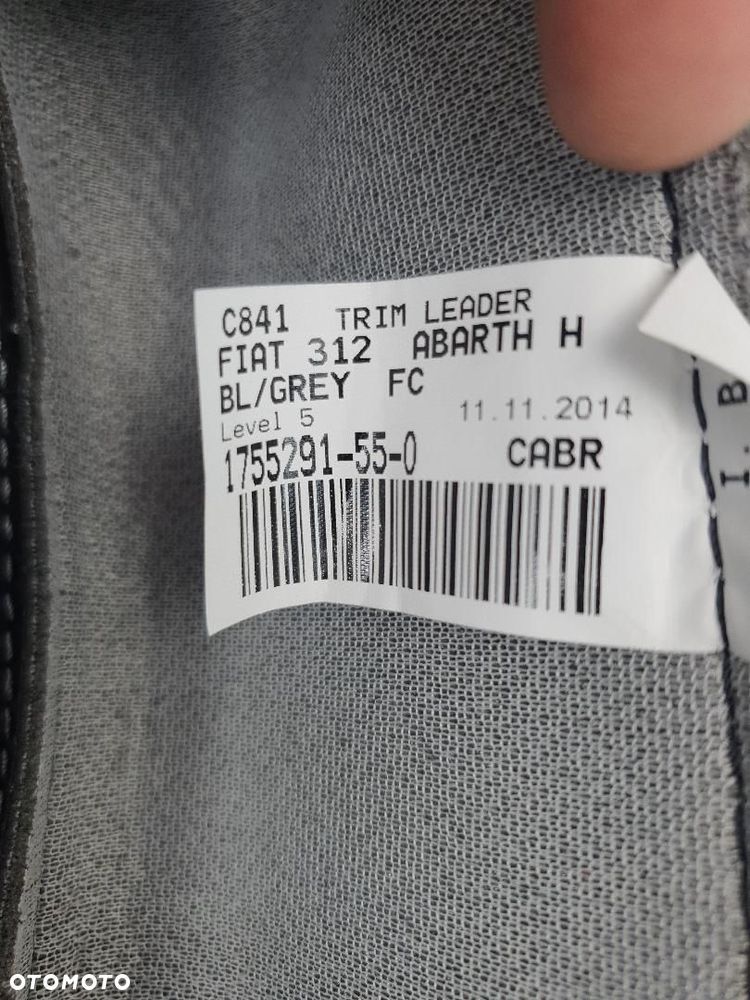 C841 TRIM LEADER
FIAT 312 ABARTH H
BL/GREY FC
Level 5 11.11.2014
1755291-55-0 CABR
I. B
OTOMOTO